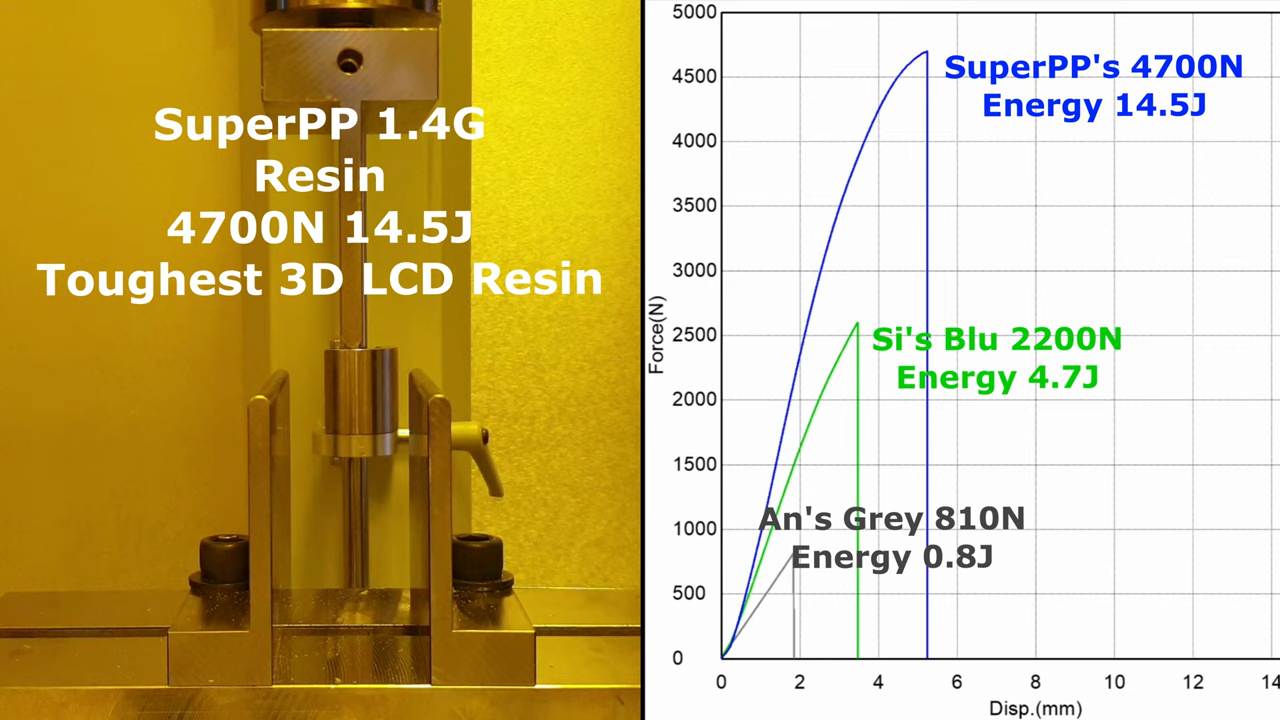 SuperPP 1.4G
Resin
4700N 14.5J
Toughest 3D LCD Resin
5000
4500
4000
3500
3000
2500
2000
1500
1000
500
0
Force(N)
SuperPP's 4700N
Energy 14.5J
Si's Blu 2200N
Energy 4.7J
An's Grey 810N
Energy 0.8J
0 2 4 6 8 10 12 14
Disp.(mm)